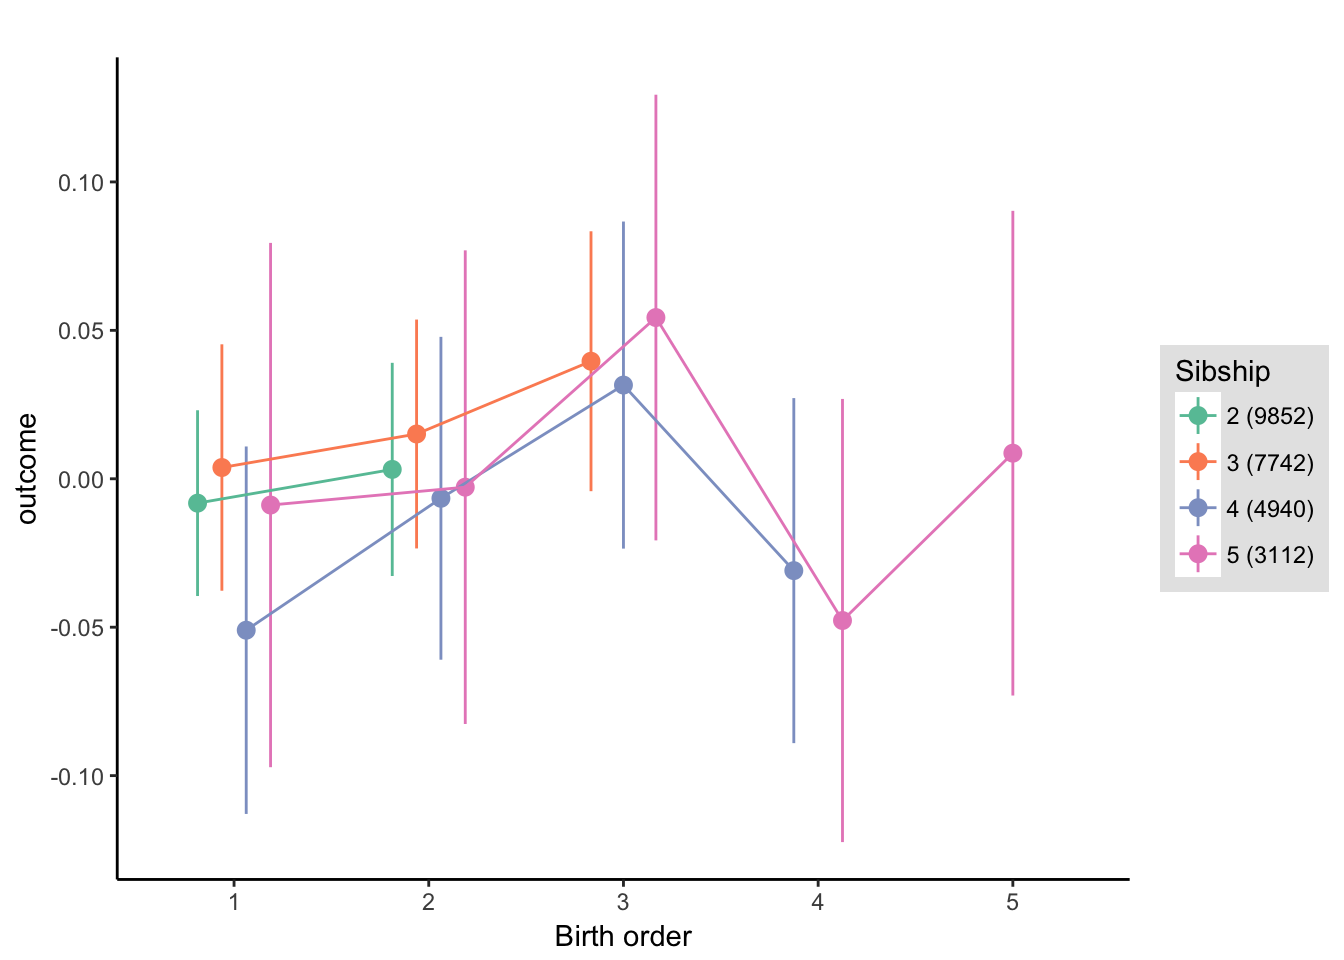 0.10
0.05
0.00
-0.05
-0.10
outcome
1 2 3 4 5
Birth order
Sibship
2 (9852)
3 (7742)
4 (4940)
5 (3112)